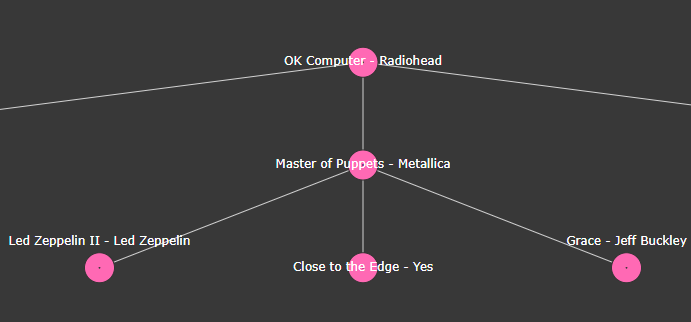 OK Computer - Radiohead
Master of Puppets - Metallica
Led Zeppelin II - Led Zeppelin
Grace - Jeff Buckley
Close to the Edge - Yes